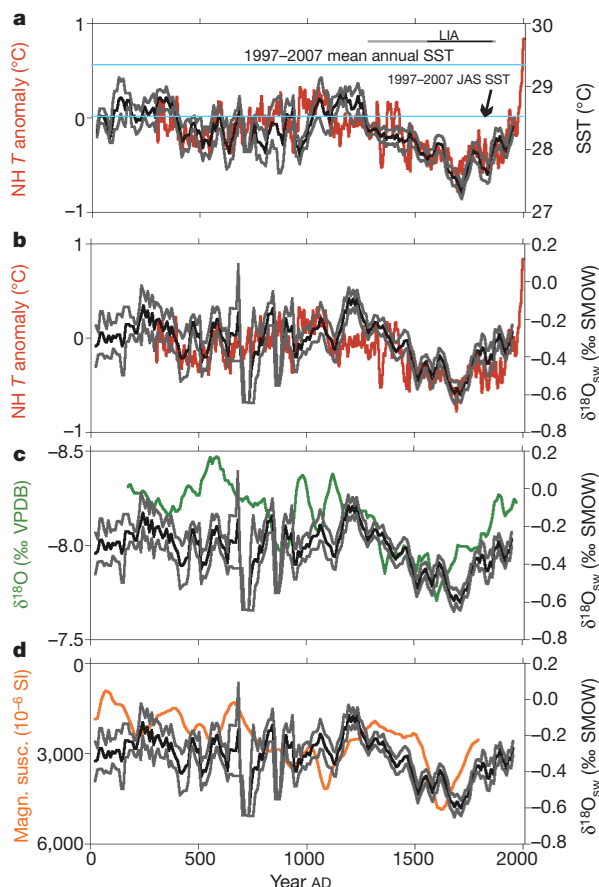 a
1
0
−1
NH T anomaly (°C)
LIA
1997–2007 mean annual SST
1997–2007 JAS SST
30
29
28
27
SST (°C)
b
1
0
−1
NH T anomaly (°C)
0.2
0.0
−0.2
−0.4
−0.6
−0.8
δ18Osw (‰ SMOW)
c
−8.5
−8.0
−7.5
δ18O (‰ VPDB)
0.2
0.0
−0.2
−0.4
−0.6
−0.8
δ18Osw (‰ SMOW)
d
0
3,000
6,000
Magn. susc. (10−6 SI)
0.2
0.0
−0.2
−0.4
−0.6
−0.8
δ18Osw (‰ SMOW)
0
500
1000
1500
2000
Year AD